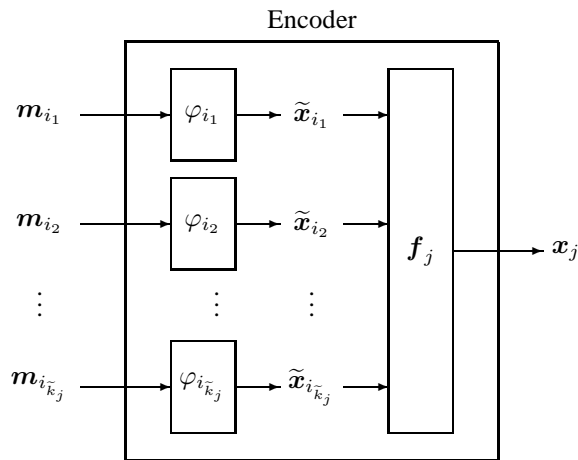 Encoder
m_{i_1} φ_{i_1} x̃_{i_1}
m_{i_2} φ_{i_2} x̃_{i_2}
f_j x_j
⋮ ⋮ ⋮
m_{i_{k̃_j}} φ_{i_{k̃_j}} x̃_{i_{k̃_j}}